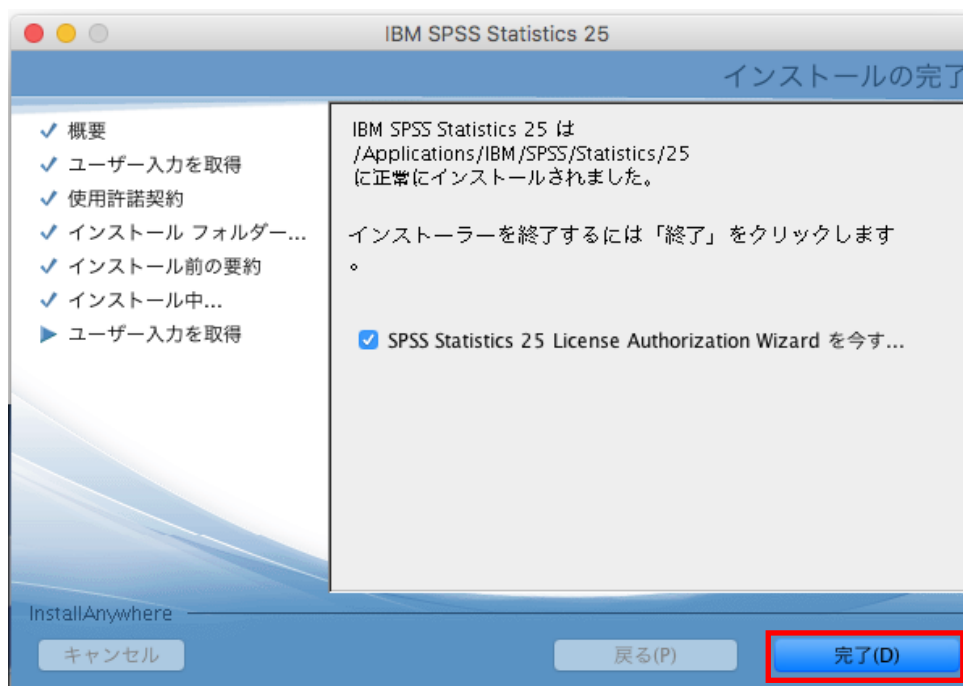 IBM SPSS Statistics 25
インストールの完了
概要
ユーザー入力を取得
使用許諾契約
インストール フォルダー...
インストール前の要約
インストール中...
ユーザー入力を取得
IBM SPSS Statistics 25 は
/Applications/IBM/SPSS/Statistics/25
に正常にインストールされました。
インストーラーを終了するには「終了」をクリックします
。
SPSS Statistics 25 License Authorization Wizard を今す...
InstallAnywhere
キャンセル
戻る(P)
完了(D)